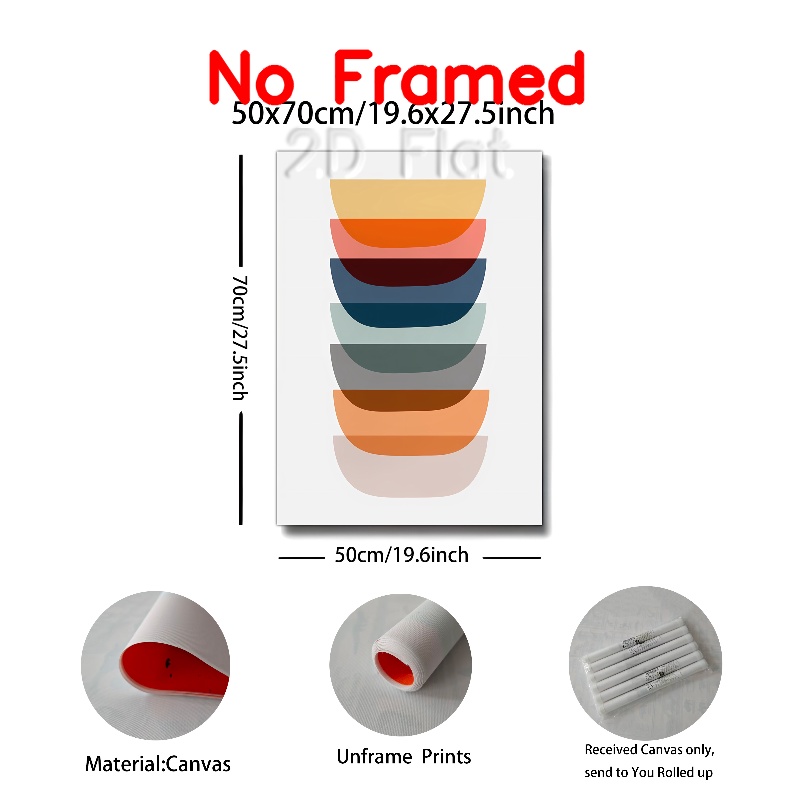 No Framed
50x70cm/19.6x27.5inch
2D Flat
70cm/27.5inch
50cm/19.6inch
Material:Canvas
Unframe Prints
Received Canvas only,
send to You Rolled up